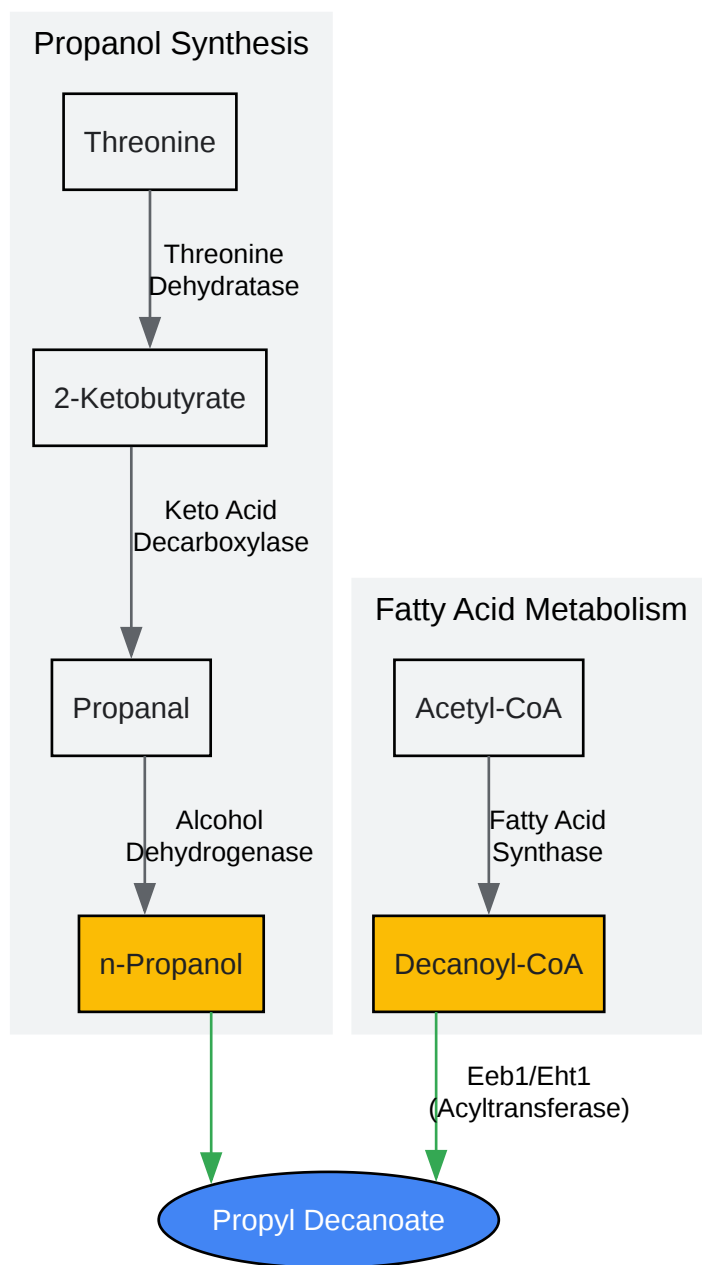 Propanol Synthesis
Threonine
Threonine
Dehydratase
2-Ketobutyrate
Keto Acid
Decarboxylase
Propanal
Alcohol
Dehydrogenase
n-Propanol
Fatty Acid Metabolism
Acetyl-CoA
Fatty Acid
Synthase
Decanoyl-CoA
Eeb1/Eht1
(Acyltransferase)
Propyl Decanoate